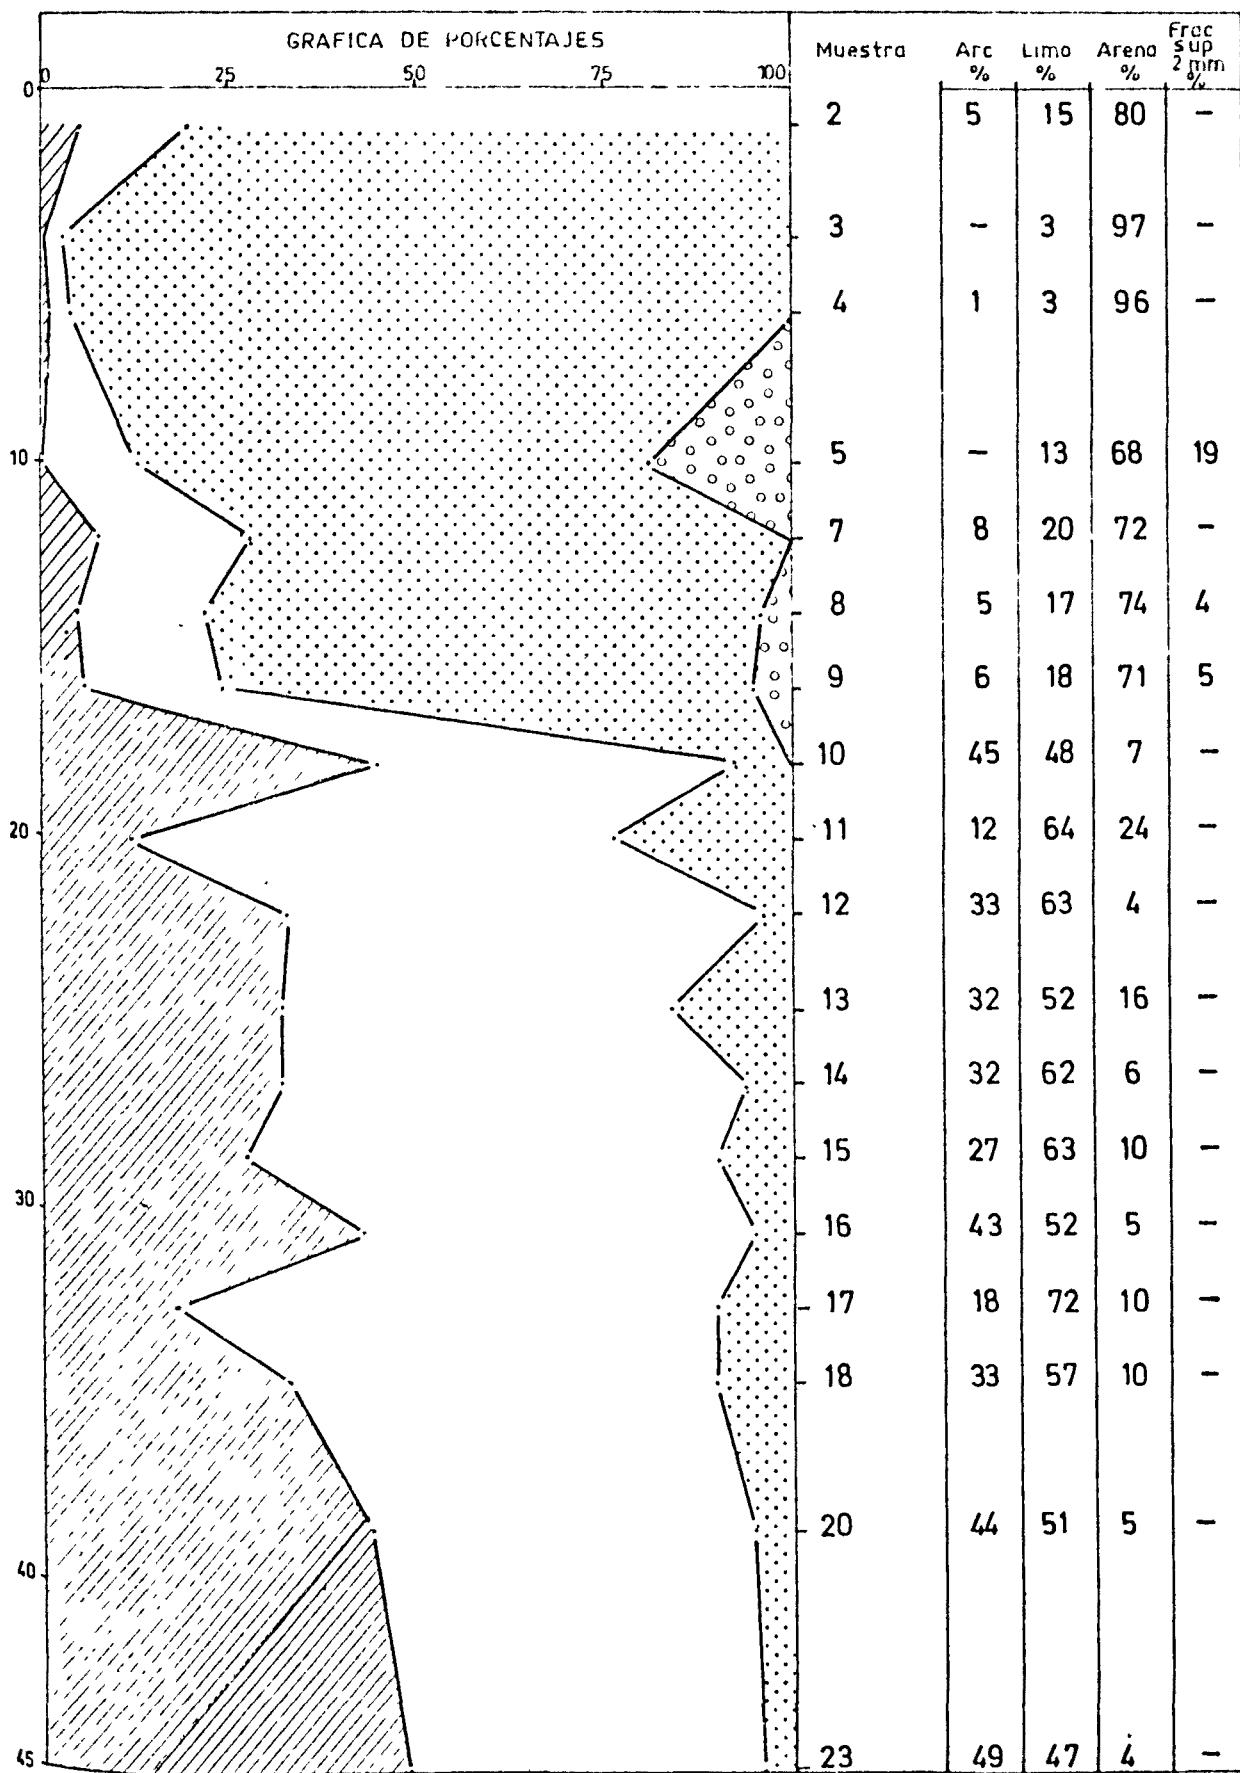 GRAFICA DE PORCENTAJES
0 25 50 75 100
Muestra Arc % Limo % Arena % Frac sup 2 mm %
0
2 5 15 80 –
3 – 3 97 –
4 1 3 96 –
10
5 – 13 68 19
7 8 20 72 –
8 5 17 74 4
9 6 18 71 5
10 45 48 7 –
20
11 12 64 24 –
12 33 63 4 –
13 32 52 16 –
14 32 62 6 –
15 27 63 10 –
30
16 43 52 5 –
17 18 72 10 –
18 33 57 10 –
20 44 51 5 –
40
45
23 49 47 4 –